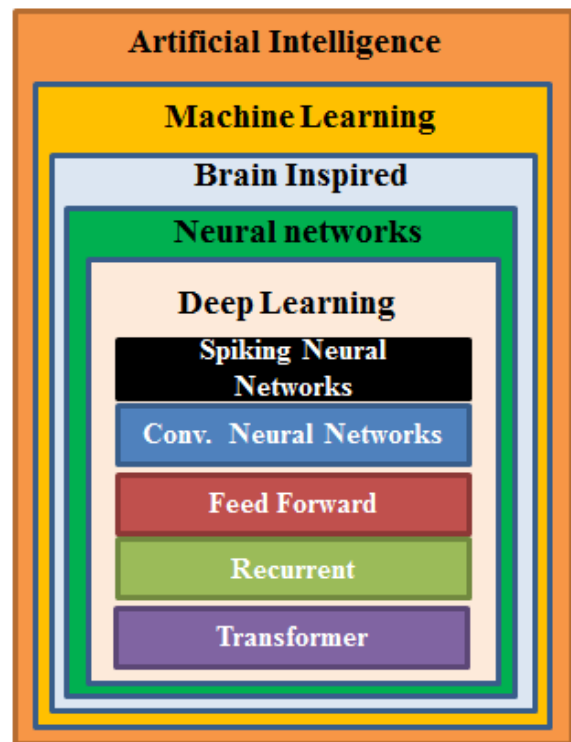 Artificial Intelligence
Machine Learning
Brain Inspired
Neural networks
Deep Learning
Spiking Neural
Networks
Conv. Neural Networks
Feed Forward
Recurrent
Transformer